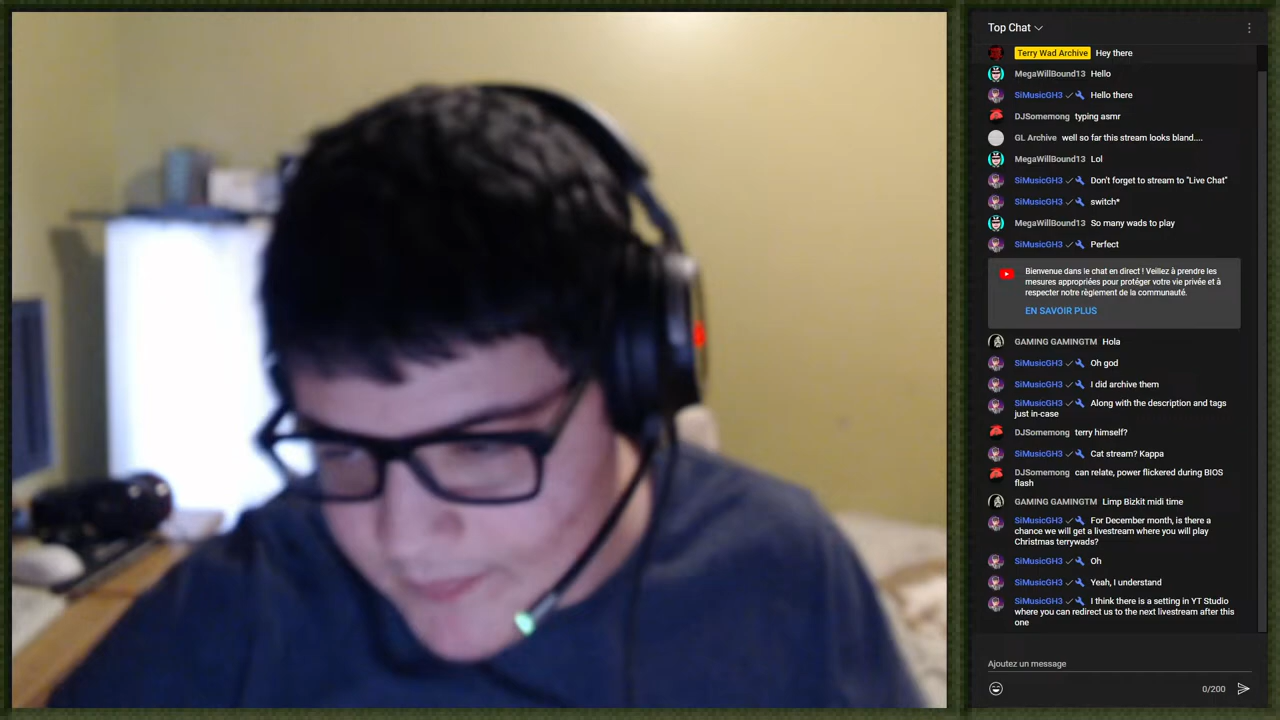 Top Chat
Terry Wad Archive Hey there
MegaWillBound13 Hello
SiMusicGH3 Hello there
DJSomemong typing asmr
GL Archive well so far this stream looks bland....
MegaWillBound13 Lol
SiMusicGH3 Don't forget to stream to "Live Chat"
SiMusicGH3 switch*
MegaWillBound13 So many wads to play
SiMusicGH3 Perfect
Bienvenue dans le chat en direct ! Veillez à prendre les
mesures appropriées pour protéger votre vie privée et à
respecter notre règlement de la communauté.
EN SAVOIR PLUS
GAMING GAMINGTM Hola
SiMusicGH3 Oh god
SiMusicGH3 I did archive them
SiMusicGH3 Along with the description and tags
just in-case
DJSomemong terry himself?
SiMusicGH3 Cat stream? Kappa
DJSomemong can relate, power flickered during BIOS
flash
GAMING GAMINGTM Limp Bizkit midi time
SiMusicGH3 For December month, is there a
chance we will get a livestream where you will play
Christmas terrywads?
SiMusicGH3 Oh
SiMusicGH3 Yeah, I understand
SiMusicGH3 I think there is a setting in YT Studio
where you can redirect us to the next livestream after this
one
Ajoutez un message
0/200